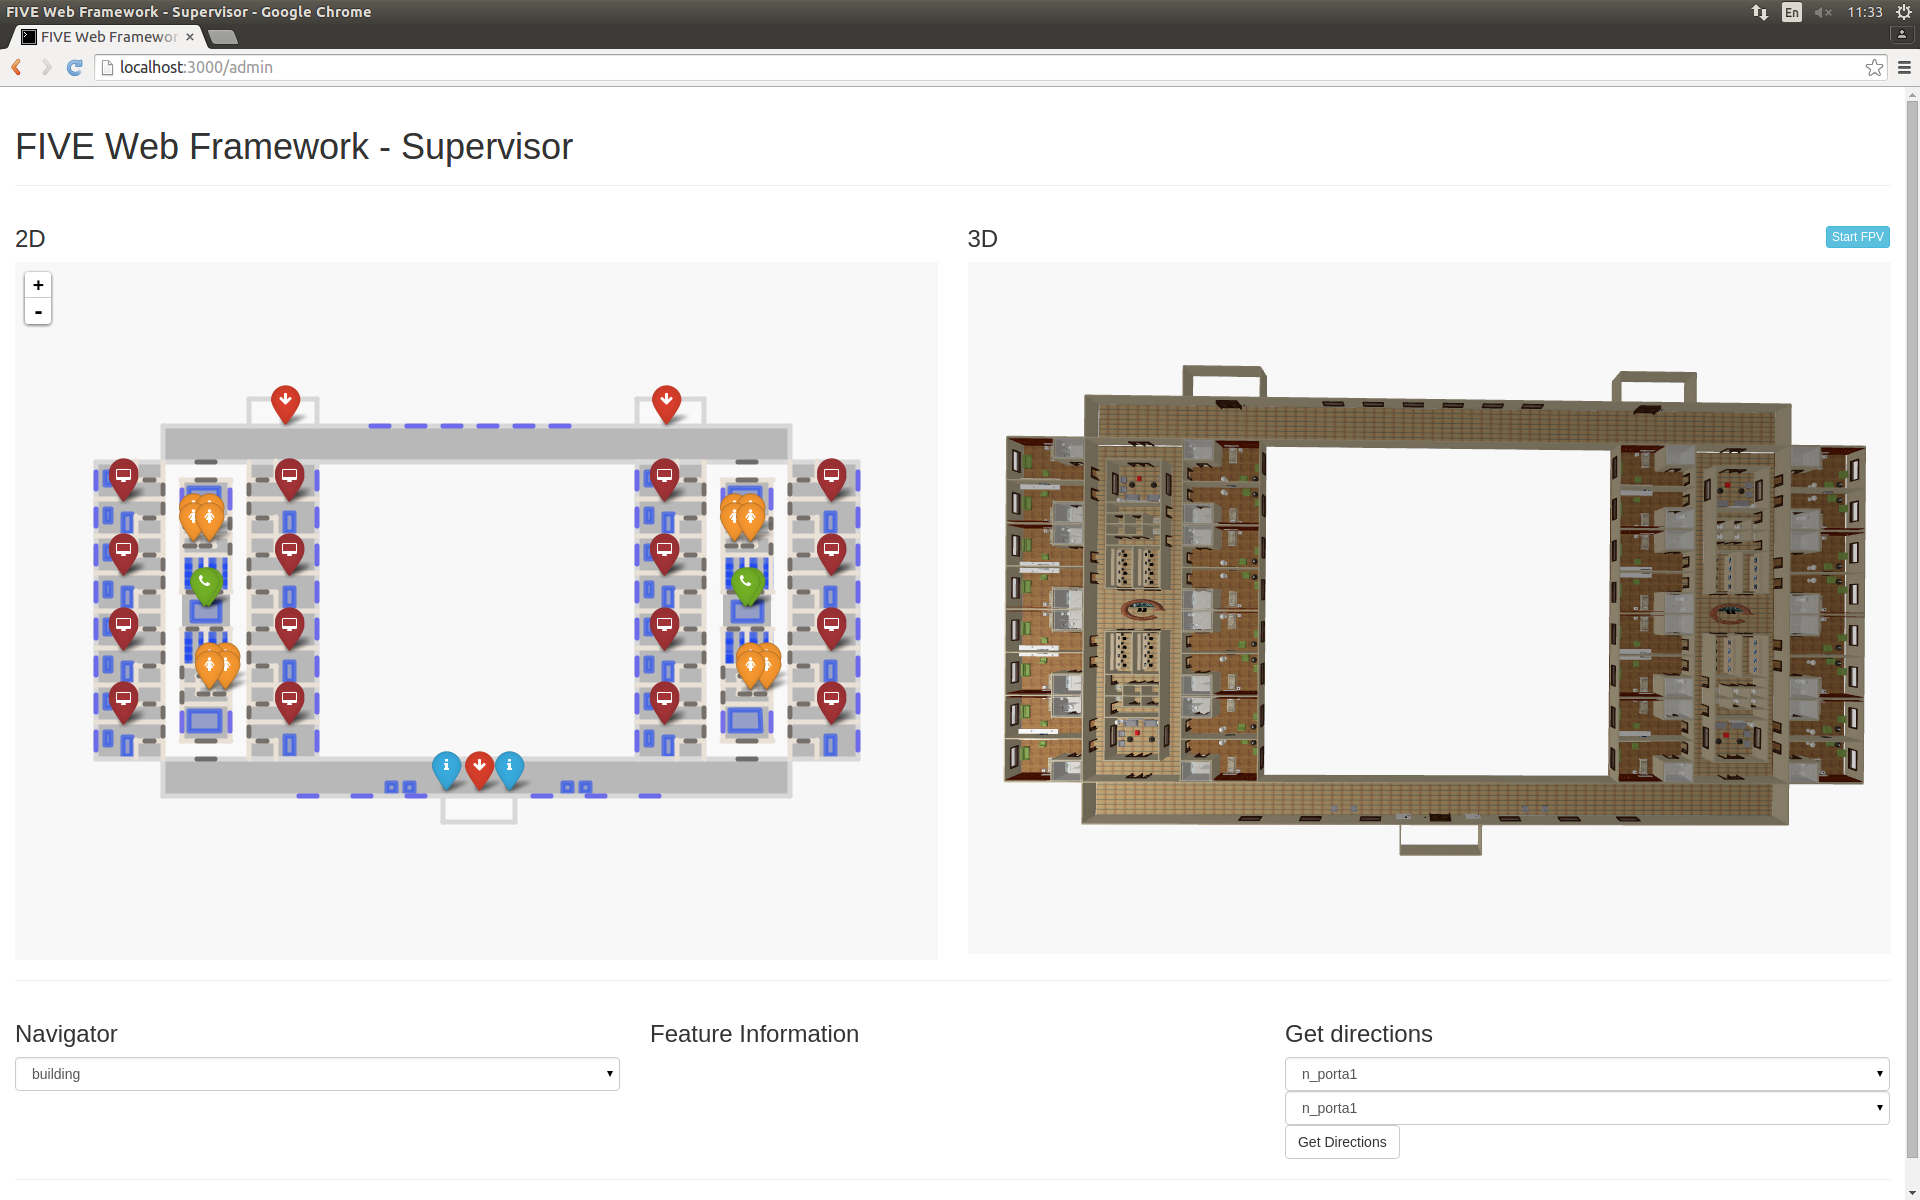 FIVE Web Framework - Supervisor - Google Chrome
En
11:33
FIVE Web Framewor
localhost:3000/admin
FIVE Web Framework - Supervisor
2D
3D
Start FPV
+
-
Navigator
building
Feature Information
Get directions
n_porta1
n_porta1
Get Directions